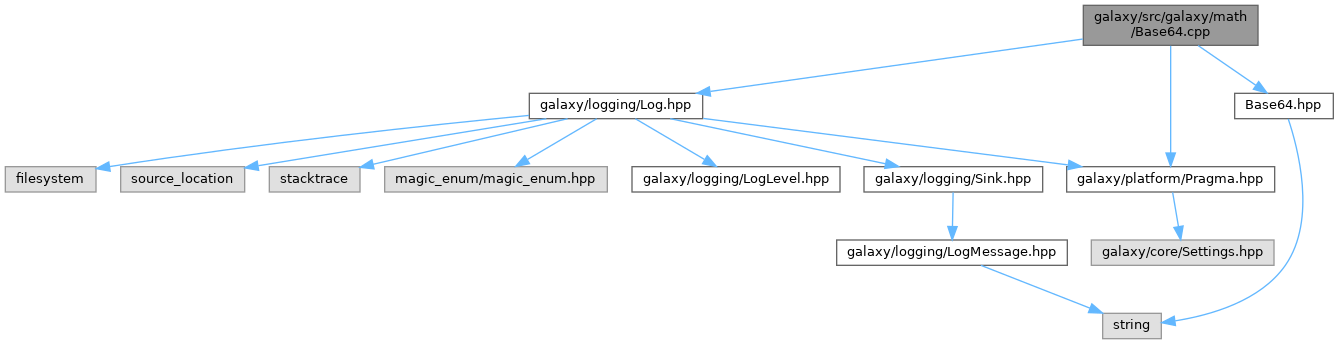 galaxy/src/galaxy/math
/Base64.cpp
galaxy/logging/Log.hpp
Base64.hpp
filesystem
source_location
stacktrace
magic_enum/magic_enum.hpp
galaxy/logging/LogLevel.hpp
galaxy/logging/Sink.hpp
galaxy/platform/Pragma.hpp
galaxy/logging/LogMessage.hpp
galaxy/core/Settings.hpp
string